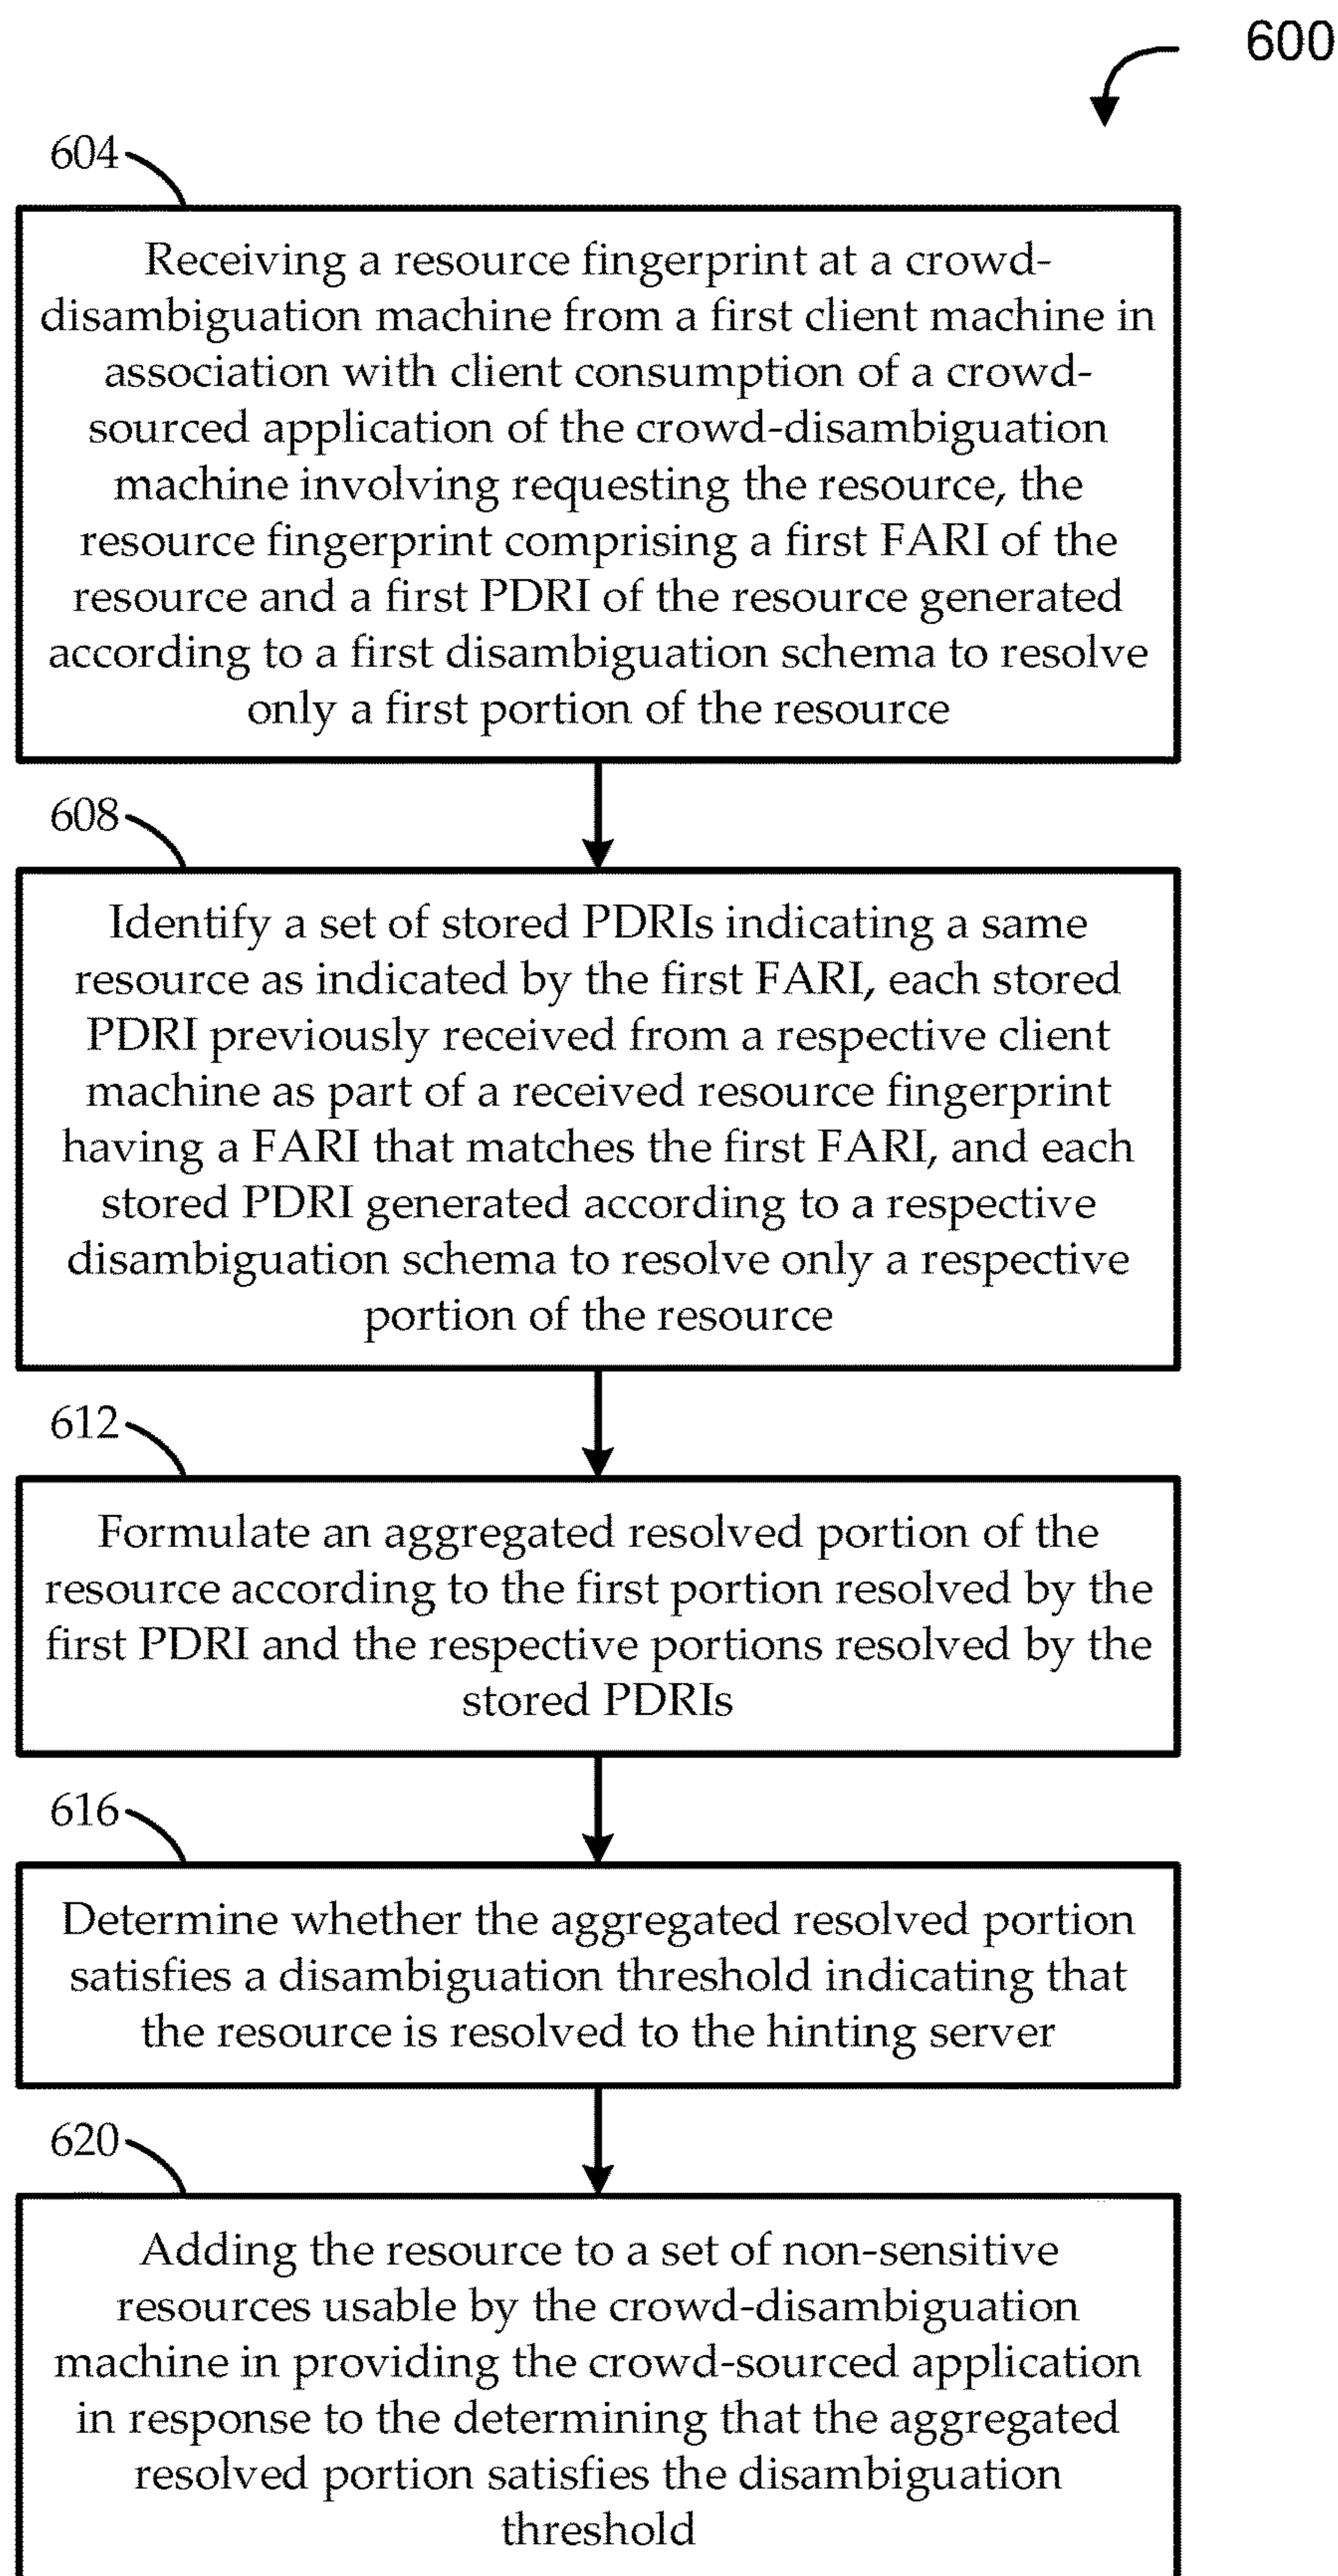 600
604
Receiving a resource fingerprint at a crowd-
disambiguation machine from a first client machine in
association with client consumption of a crowd-
sourced application of the crowd-disambiguation
machine involving requesting the resource, the
resource fingerprint comprising a first FARI of the
resource and a first PDRI of the resource generated
according to a first disambiguation schema to resolve
only a first portion of the resource
608
Identify a set of stored PDRIs indicating a same
resource as indicated by the first FARI, each stored
PDRI previously received from a respective client
machine as part of a received resource fingerprint
having a FARI that matches the first FARI, and each
stored PDRI generated according to a respective
disambiguation schema to resolve only a respective
portion of the resource
612
Formulate an aggregated resolved portion of the
resource according to the first portion resolved by the
first PDRI and the respective portions resolved by the
stored PDRIs
616
Determine whether the aggregated resolved portion
satisfies a disambiguation threshold indicating that
the resource is resolved to the hinting server
620
Adding the resource to a set of non-sensitive
resources usable by the crowd-disambiguation
machine in providing the crowd-sourced application
in response to the determining that the aggregated
resolved portion satisfies the disambiguation
threshold